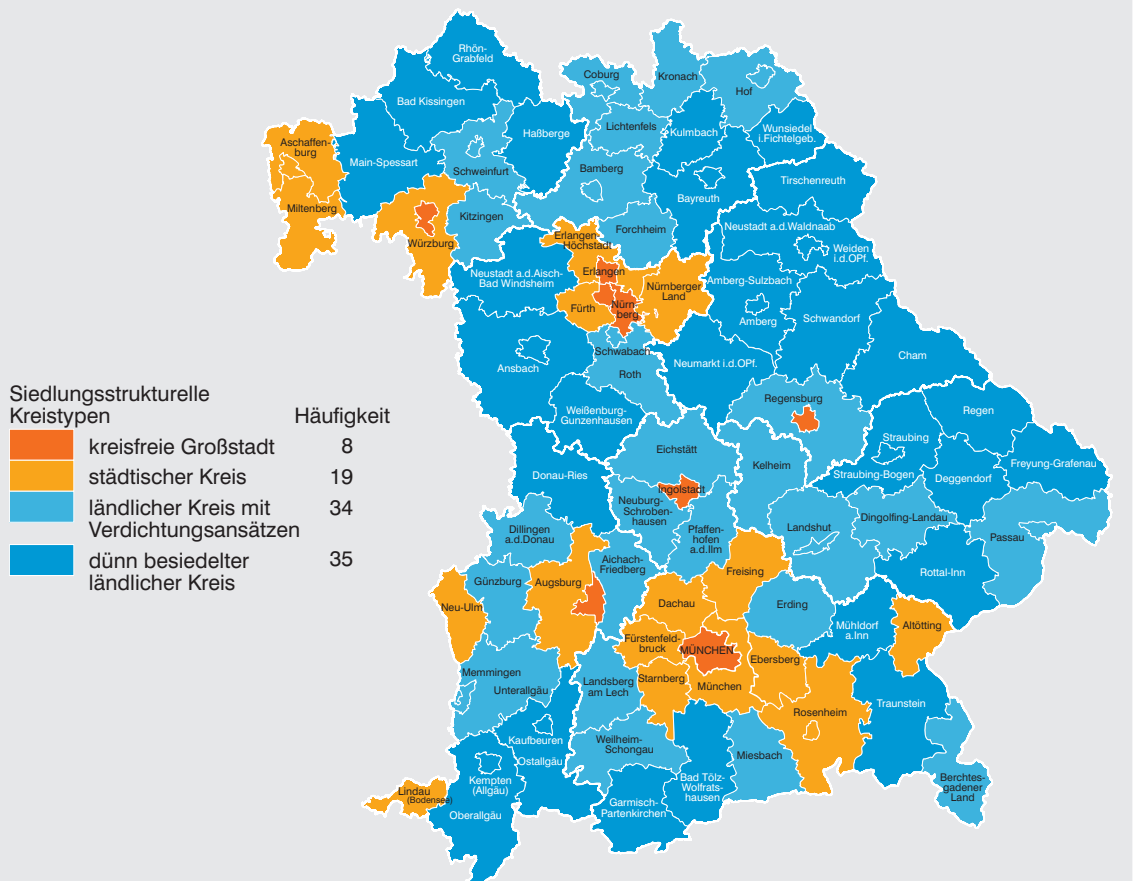 Siedlungsstrukturelle
Kreistypen Häufigkeit
kreisfreie Großstadt 8
städtischer Kreis 19
ländlicher Kreis mit 34
Verdichtungsansätzen
dünn besiedelter 35
ländlicher Kreis
Rhön-
Grabfeld
Bad Kissingen
Coburg
Kronach
Hof
Lichtenfels
Kulmbach
Wunsiedel
i.Fichtelgeb.
Haßberge
Aschaffen-
burg
Main-Spessart
Schweinfurt
Bamberg
Tirschenreuth
Miltenberg
Bayreuth
Kitzingen
Würzburg
Forchheim
Neustadt a.d.Waldnaab
Erlangen-
Höchstadt
Weiden
i.d.OPf.
Neustadt a.d.Aisch-
Bad Windsheim
Erlangen
Nürnberger
Land
Amberg-Sulzbach
Fürth
Nürn-
berg
Amberg
Schwandorf
Schwabach
Roth
Ansbach
Neumarkt i.d.OPf.
Cham
Regensburg
Weißenburg-
Gunzenhausen
Regen
Straubing
Eichstätt
Kelheim
Freyung-Grafenau
Donau-Ries
Straubing-Bogen
Deggendorf
Ingolstadt
Neuburg-
Schroben-
hausen
Dillingen
a.d.Donau
Pfaffen-
hofen
a.d.Ilm
Landshut
Dingolfing-Landau
Passau
Aichach-
Friedberg
Rottal-Inn
Günzburg
Augsburg
Freising
Neu-Ulm
Dachau
Erding
Mühldorf
a.Inn
Altötting
Fürstenfeld-
bruck
MÜNCHEN
Ebersberg
Memmingen
Unterallgäu
Landsberg
am Lech
Starnberg
München
Rosenheim
Traunstein
Kaufbeuren
Ostallgäu
Weilheim-
Schongau
Miesbach
Kempten
(Allgäu)
Bad Tölz-
Wolfrats-
hausen
Berchtes-
gadener
Land
Lindau
(Bodensee)
Oberallgäu
Garmisch-
Partenkirchen